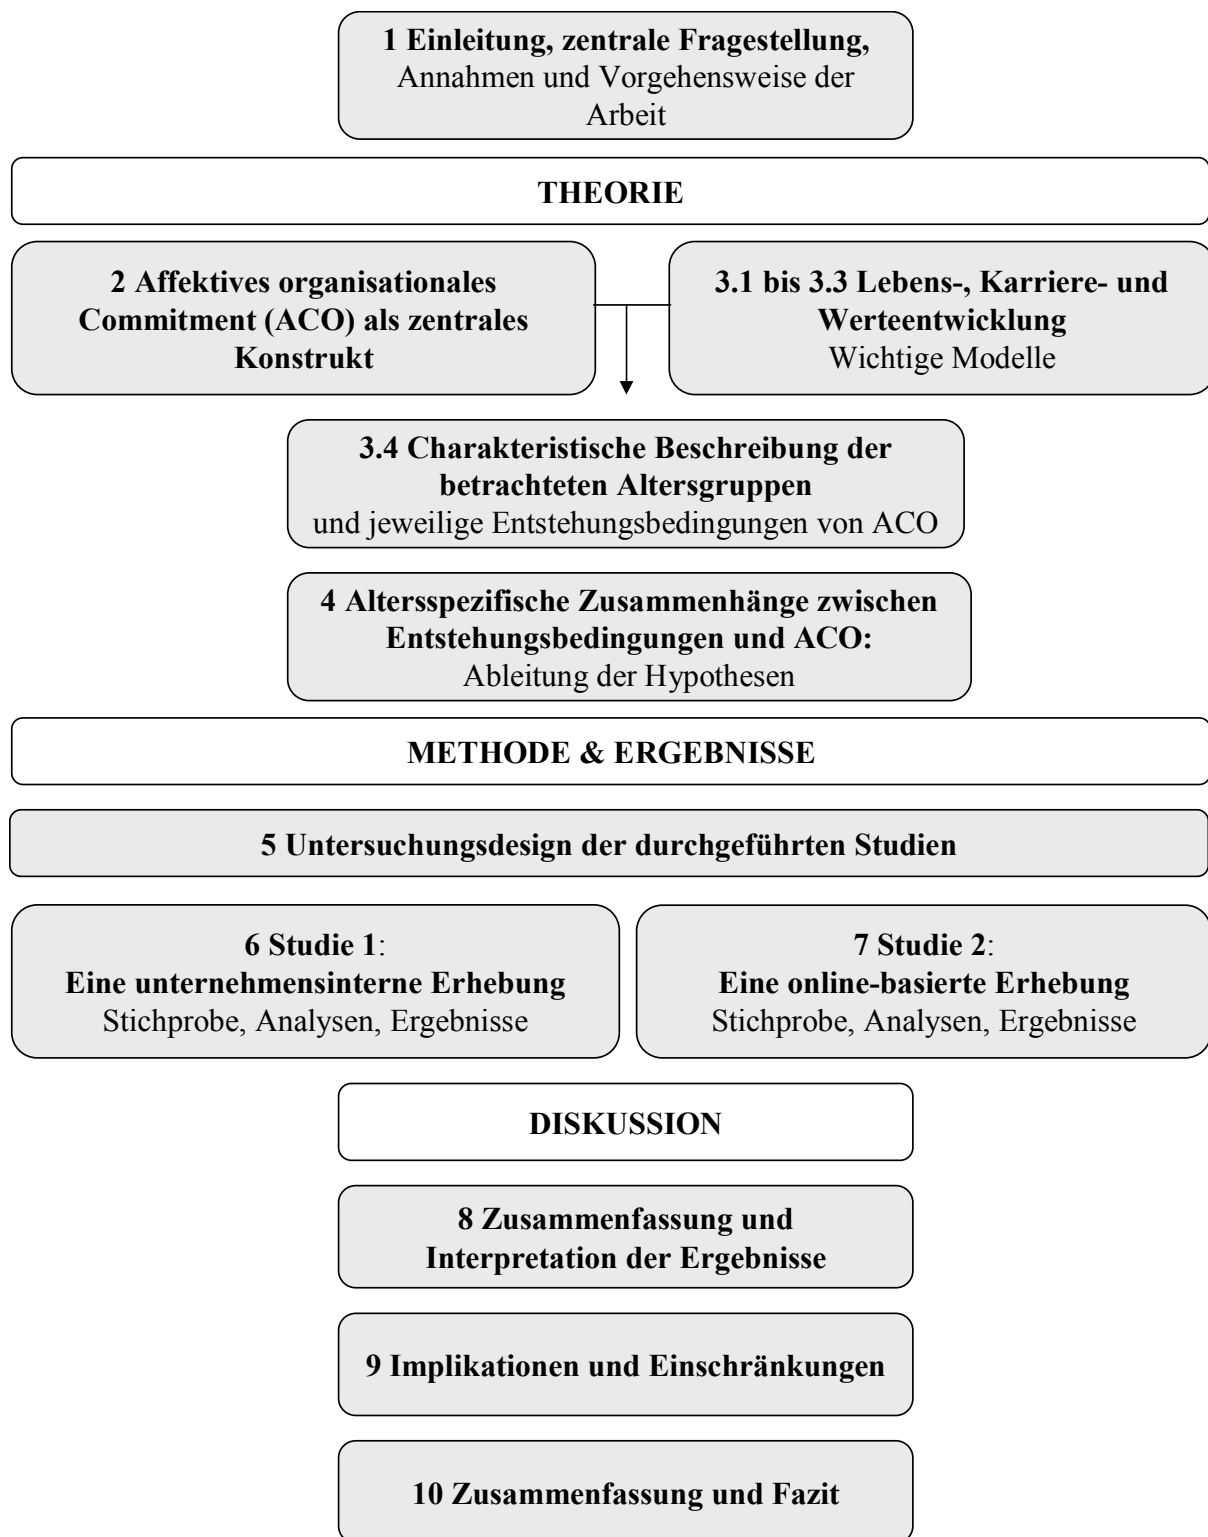 1 Einleitung, zentrale Fragestellung,
Annahmen und Vorgehensweise der
Arbeit
THEORIE
2 Affektives organisationales
Commitment (ACO) als zentrales
Konstrukt
3.1 bis 3.3 Lebens-, Karriere- und
Werteentwicklung
Wichtige Modelle
3.4 Charakteristische Beschreibung der
betrachteten Altersgruppen
und jeweilige Entstehungsbedingungen von ACO
4 Altersspezifische Zusammenhänge zwischen
Entstehungsbedingungen und ACO:
Ableitung der Hypothesen
METHODE & ERGEBNISSE
5 Untersuchungsdesign der durchgeführten Studien
6 Studie 1:
Eine unternehmensinterne Erhebung
Stichprobe, Analysen, Ergebnisse
7 Studie 2:
Eine online-basierte Erhebung
Stichprobe, Analysen, Ergebnisse
DISKUSSION
8 Zusammenfassung und
Interpretation der Ergebnisse
9 Implikationen und Einschränkungen
10 Zusammenfassung und Fazit